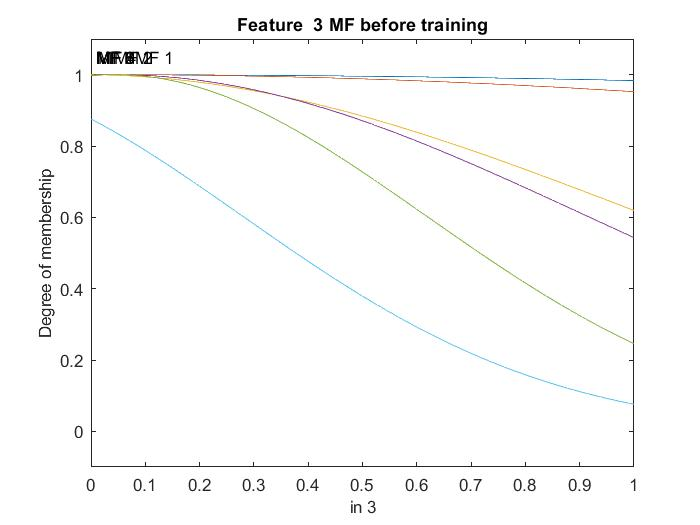 Feature 3 MF before training
MF 1
1
0.8
0.6
0.4
0.2
0
Degree of membership
0 0.1 0.2 0.3 0.4 0.5 0.6 0.7 0.8 0.9 1
in 3